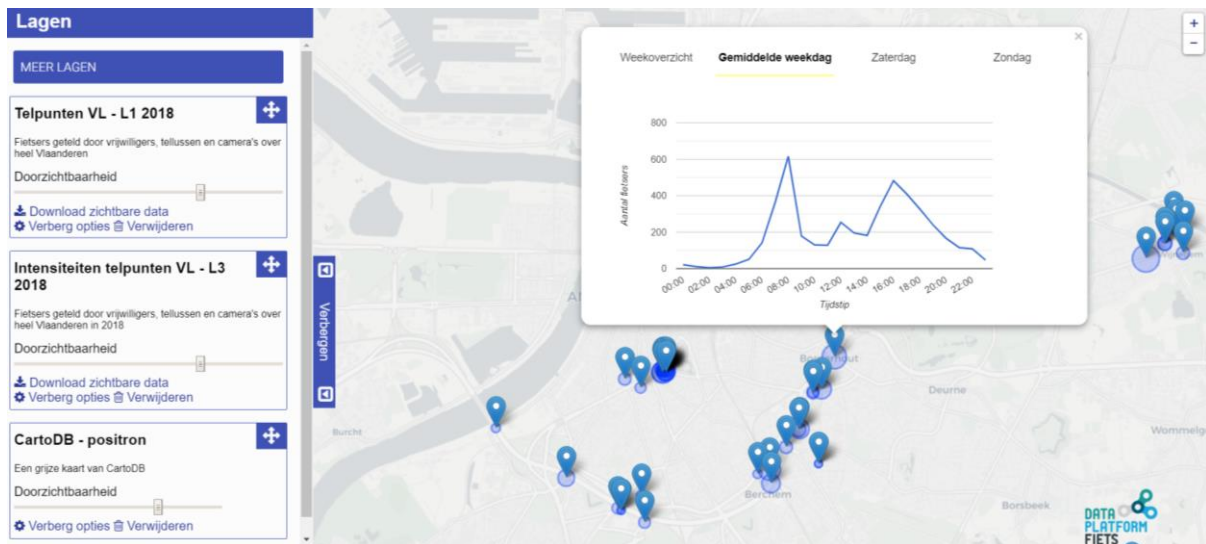 Lagen
MEER LAGEN
Telpunten VL - L1 2018
Fietsers geteld door vrijwilligers, tellussen en camera's over
heel Vlaanderen
Doorzichtbaarheid
Download zichtbare data
Verberg opties Verwijderen
Intensiteiten telpunten VL - L3
2018
Fietsers geteld door vrijwilligers, tellussen en camera's over
heel Vlaanderen in 2018
Doorzichtbaarheid
Download zichtbare data
Verberg opties Verwijderen
CartoDB - positron
Een grijze kaart van CartoDB
Doorzichtbaarheid
Verberg opties Verwijderen
Verbergen
Weekoverzicht Gemiddelde weekdag Zaterdag Zondag
×
+
−
800
600
400
200
0
Aantal fietsers
00:00 02:00 04:00 06:00 08:00 10:00 12:00 14:00 16:00 18:00 20:00 22:00
Tijdstip
Deurne
Burcht
Wommelg
Berchem
Borsbeek
DATA
PLATFORM
FIETS